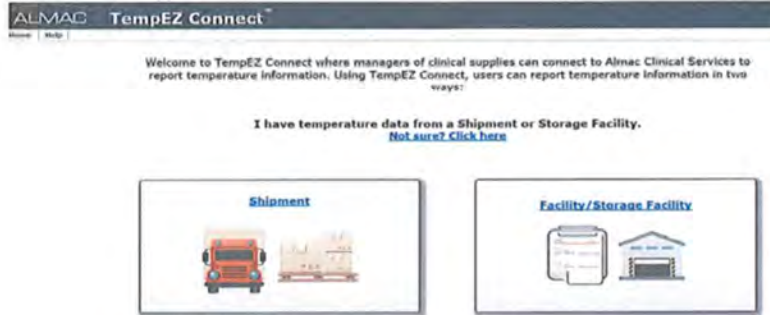 ALMAC TempEZ Connect™
Home | Help
Welcome to TempEZ Connect where managers of clinical supplies can connect to Almac Clinical Services to
report temperature information. Using TempEZ Connect, users can report temperature information in two
ways:
I have temperature data from a Shipment or Storage Facility.
Not sure? Click here
Shipment
Facility/Storage Facility